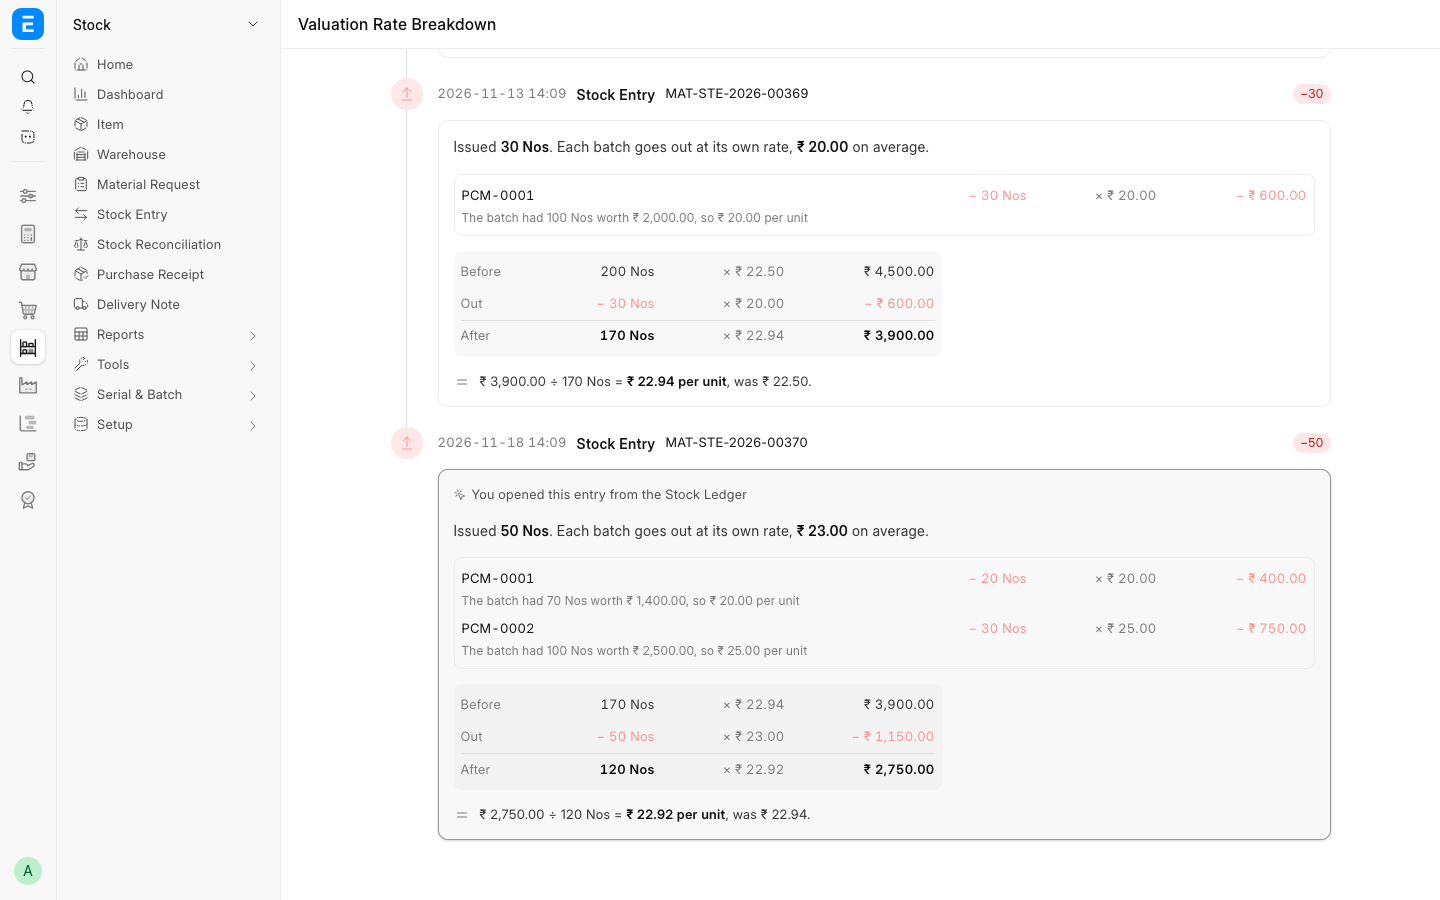 Stock
Home
Dashboard
Item
Warehouse
Material Request
Stock Entry
Stock Reconciliation
Purchase Receipt
Delivery Note
Reports
Tools
Serial & Batch
Setup
A
Valuation Rate Breakdown
2026-11-13 14:09 Stock Entry MAT-STE-2026-00369 −30
Issued 30 Nos. Each batch goes out at its own rate, ₹ 20.00 on average.
PCM-0001 − 30 Nos × ₹ 20.00 − ₹ 600.00
The batch had 100 Nos worth ₹ 2,000.00, so ₹ 20.00 per unit
Before 200 Nos × ₹ 22.50 ₹ 4,500.00
Out − 30 Nos × ₹ 20.00 − ₹ 600.00
After 170 Nos × ₹ 22.94 ₹ 3,900.00
= ₹ 3,900.00 ÷ 170 Nos = ₹ 22.94 per unit, was ₹ 22.50.
2026-11-18 14:09 Stock Entry MAT-STE-2026-00370 −50
You opened this entry from the Stock Ledger
Issued 50 Nos. Each batch goes out at its own rate, ₹ 23.00 on average.
PCM-0001 − 20 Nos × ₹ 20.00 − ₹ 400.00
The batch had 70 Nos worth ₹ 1,400.00, so ₹ 20.00 per unit
PCM-0002 − 30 Nos × ₹ 25.00 − ₹ 750.00
The batch had 100 Nos worth ₹ 2,500.00, so ₹ 25.00 per unit
Before 170 Nos × ₹ 22.94 ₹ 3,900.00
Out − 50 Nos × ₹ 23.00 − ₹ 1,150.00
After 120 Nos × ₹ 22.92 ₹ 2,750.00
= ₹ 2,750.00 ÷ 120 Nos = ₹ 22.92 per unit, was ₹ 22.94.